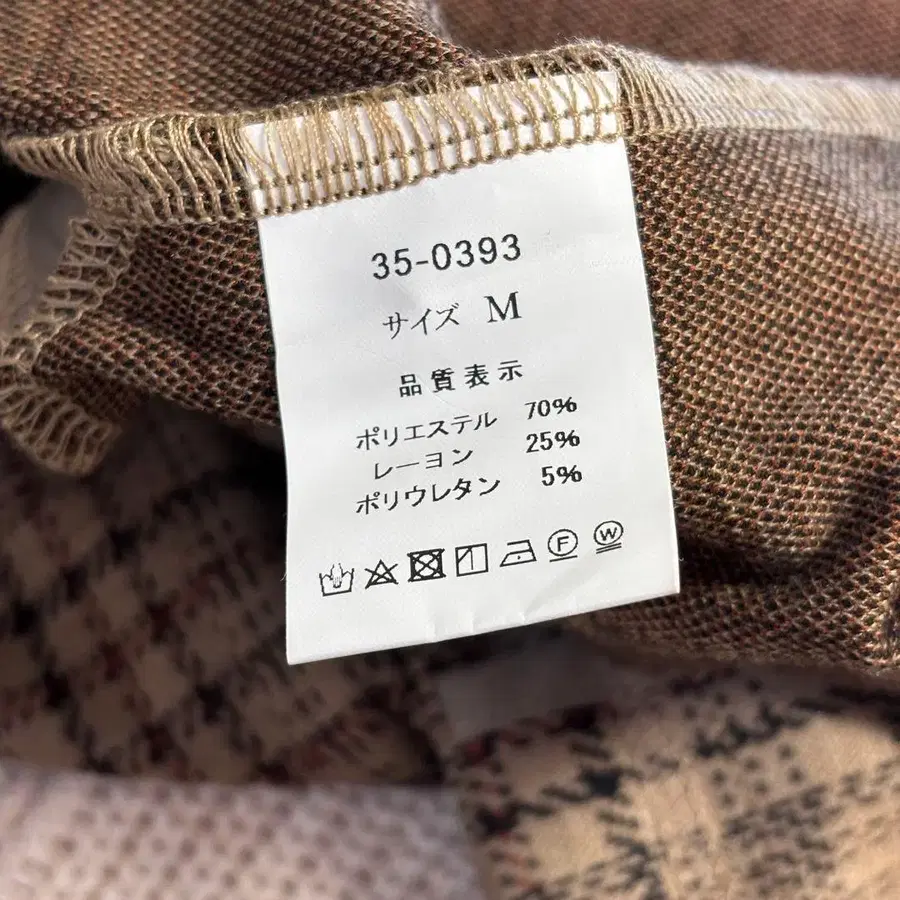 35-0393
サイズ M
品質表示
ポリエステル 70%
レーヨン 25%
ポリウレタン 5%
F W